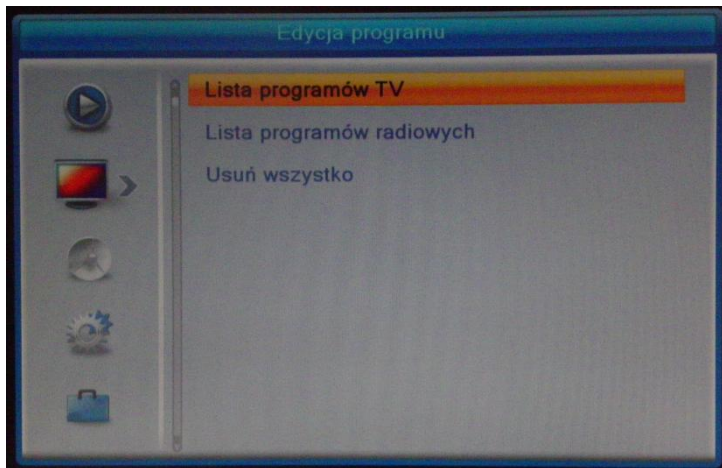 Edycja programu
Lista programów TV
Lista programów radiowych
Usuń wszystko